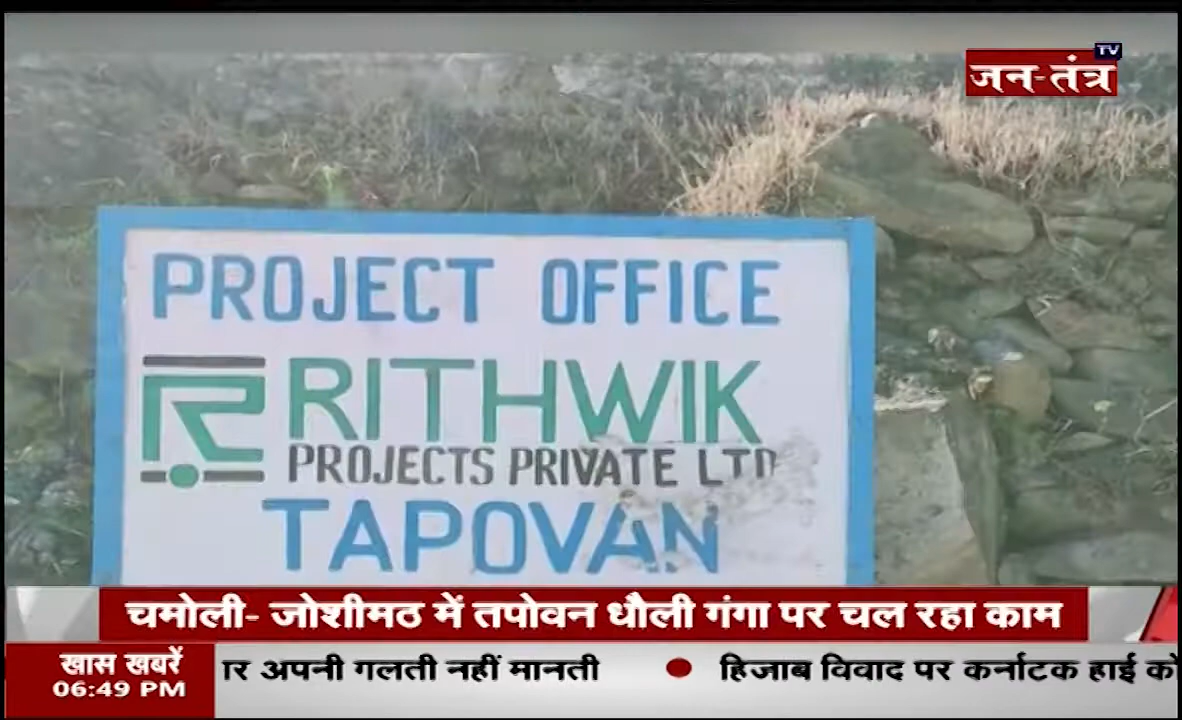 TV
जन-तंत्र
PROJECT OFFICE
RITHWIK
PROJECTS PRIVATE LTD
TAPOVAN
चमोली- जोशीमठ में तपोवन धौली गंगा पर चल रहा काम
खास खबरें
06:49 PM
अपनी गलती नहीं मानती
हिजाब विवाद पर कर्नाटक हाई